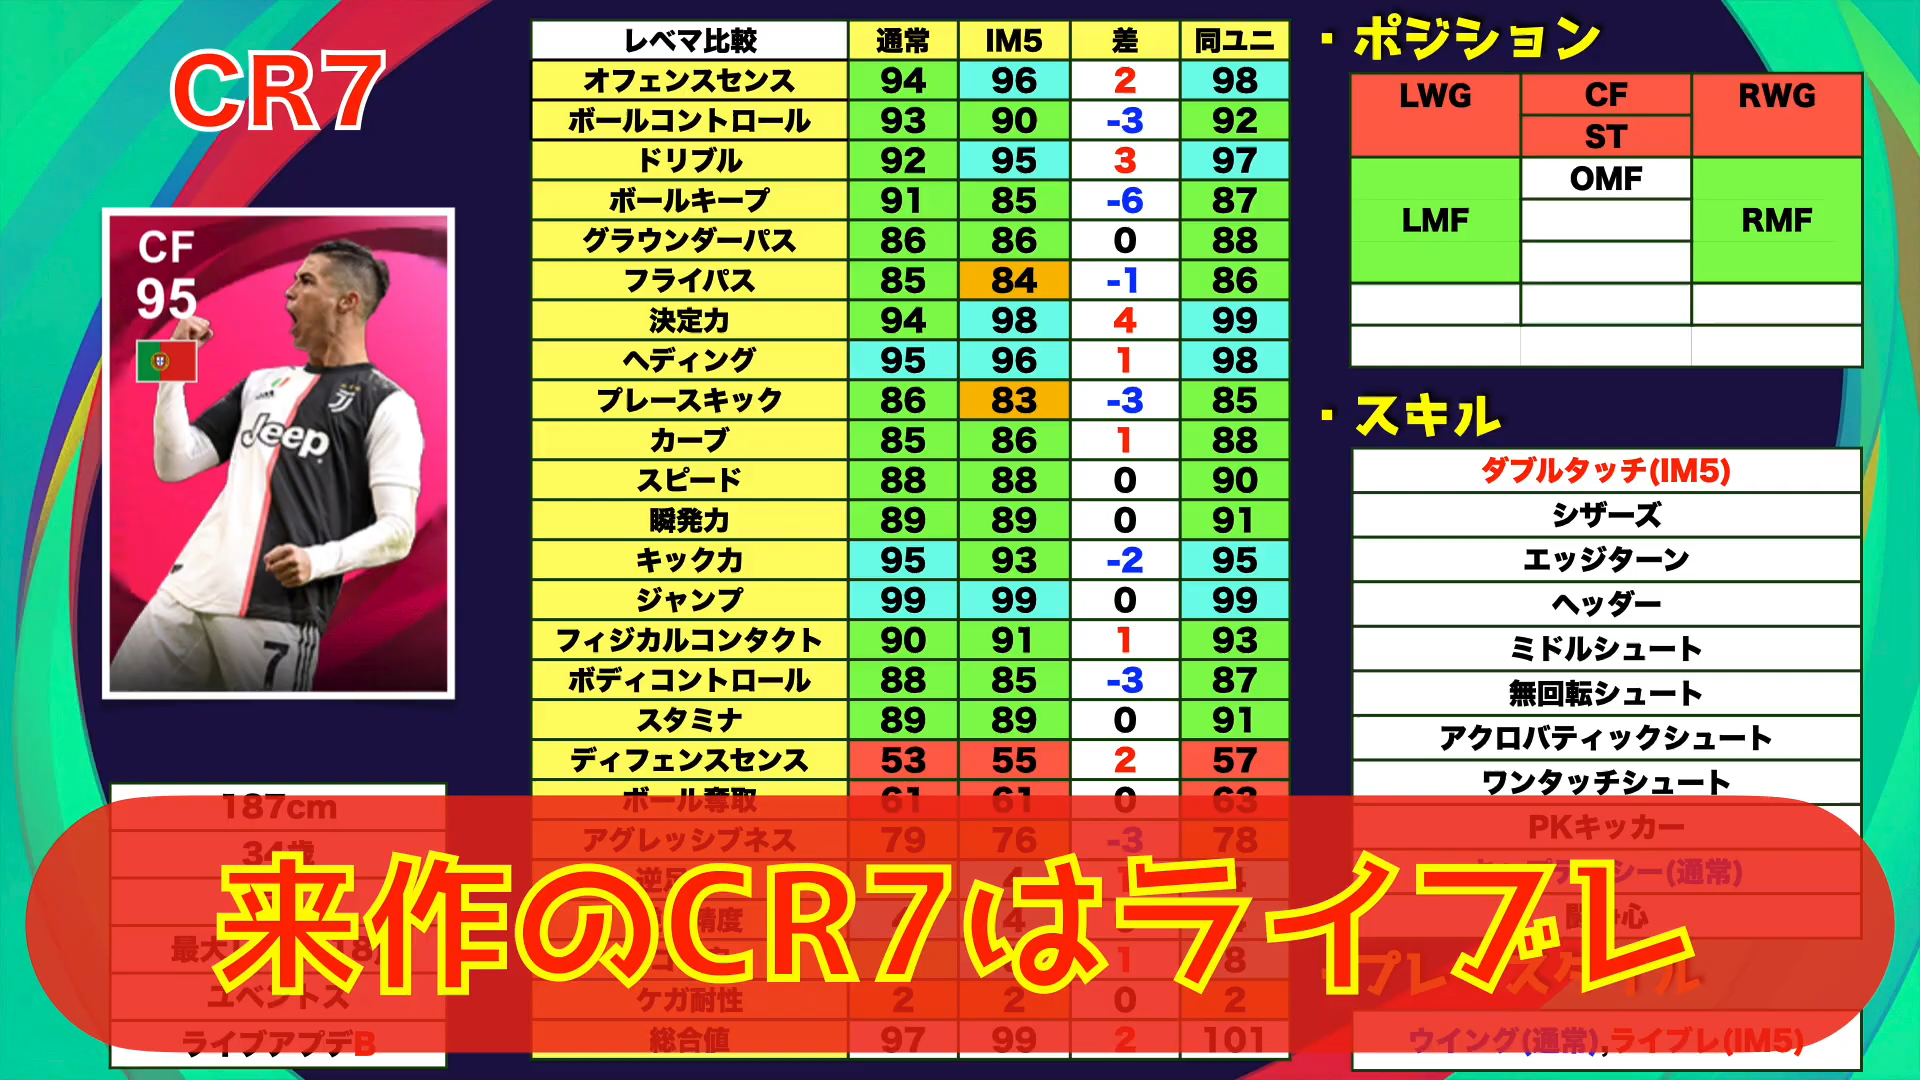 CR7
CF
95
Jeep
7
レベマ比較 通常 IM5 差 同ユニ
オフェンスセンス 94 96 2 98
ボールコントロール 93 90 -3 92
ドリブル 92 95 3 97
ボールキープ 91 85 -6 87
グラウンダーパス 86 86 0 88
フライパス 85 84 -1 86
決定力 94 98 4 99
ヘディング 95 96 1 98
プレースキック 86 83 -3 85
カーブ 85 86 1 88
スピード 88 88 0 90
瞬発力 89 89 0 91
キック力 95 93 -2 95
ジャンプ 99 99 0 99
フィジカルコンタクト 90 91 1 93
ボディコントロール 88 85 -3 87
スタミナ 89 89 0 91
ディフェンスセンス 53 55 2 57
ボール奪取 61 61 0 63
アグレッシブネス 79 76 -3 78
ケガ耐性 2 2 0 2
総合値 97 99 2 101
・ポジション
LWG CF RWG
ST
OMF
LMF RMF
・スキル
ダブルタッチ(IM5)
シザーズ
エッジターン
ヘッダー
ミドルシュート
無回転シュート
アクロバティックシュート
ワンタッチシュート
PKキッカー
ウイング(通常),ライブレ(IM5)
187cm
34歳
ユベントス
ライブアプデB
来作のCR7はライブレ